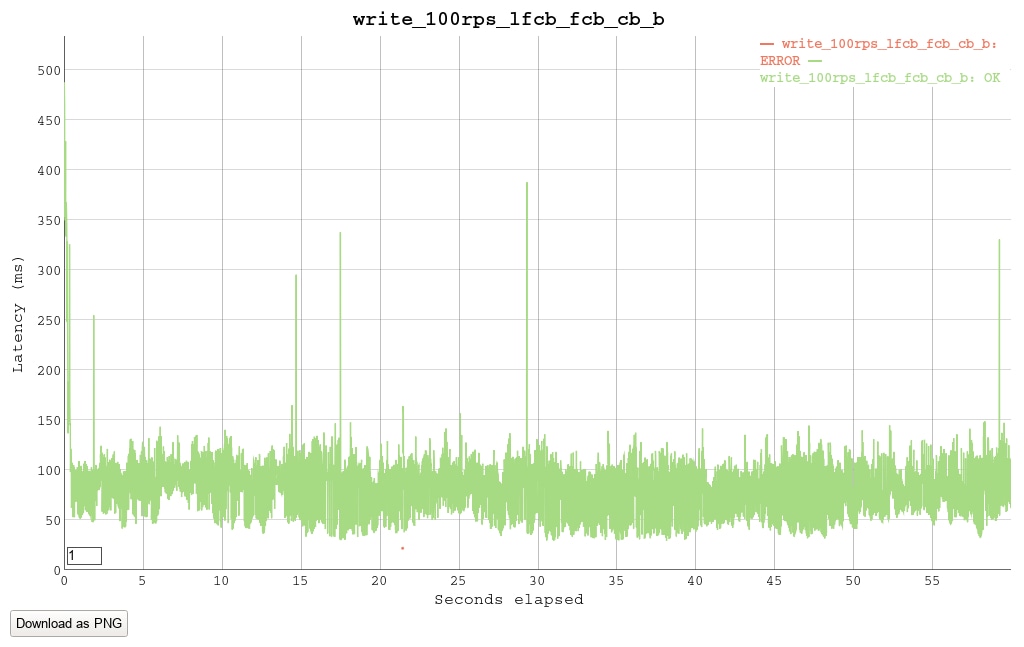 write_100rps_lfcb_fcb_cb_b
write_100rps_lfcb_fcb_cb_b:
ERROR
write_100rps_lfcb_fcb_cb_b: OK
500
450
400
350
300
250
200
150
100
50
0
Latency (ms)
1
0 5 10 15 20 25 30 35 40 45 50 55
Seconds elapsed
Download as PNG